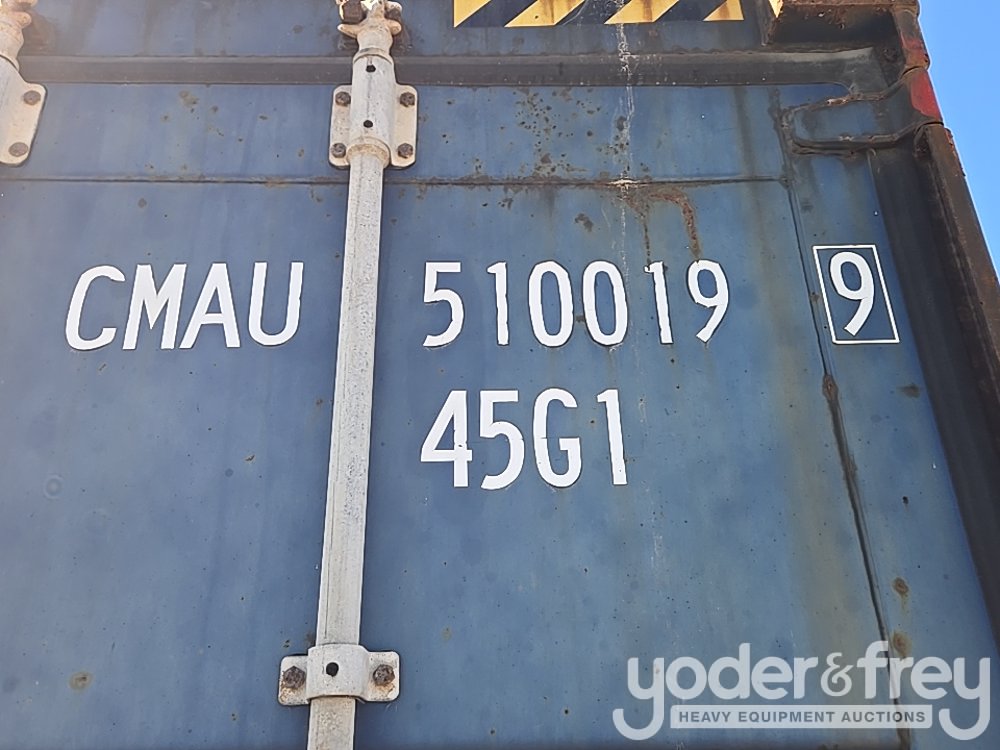 CMAU 510019 9
45G1
yoder&frey
HEAVY EQUIPMENT AUCTIONS